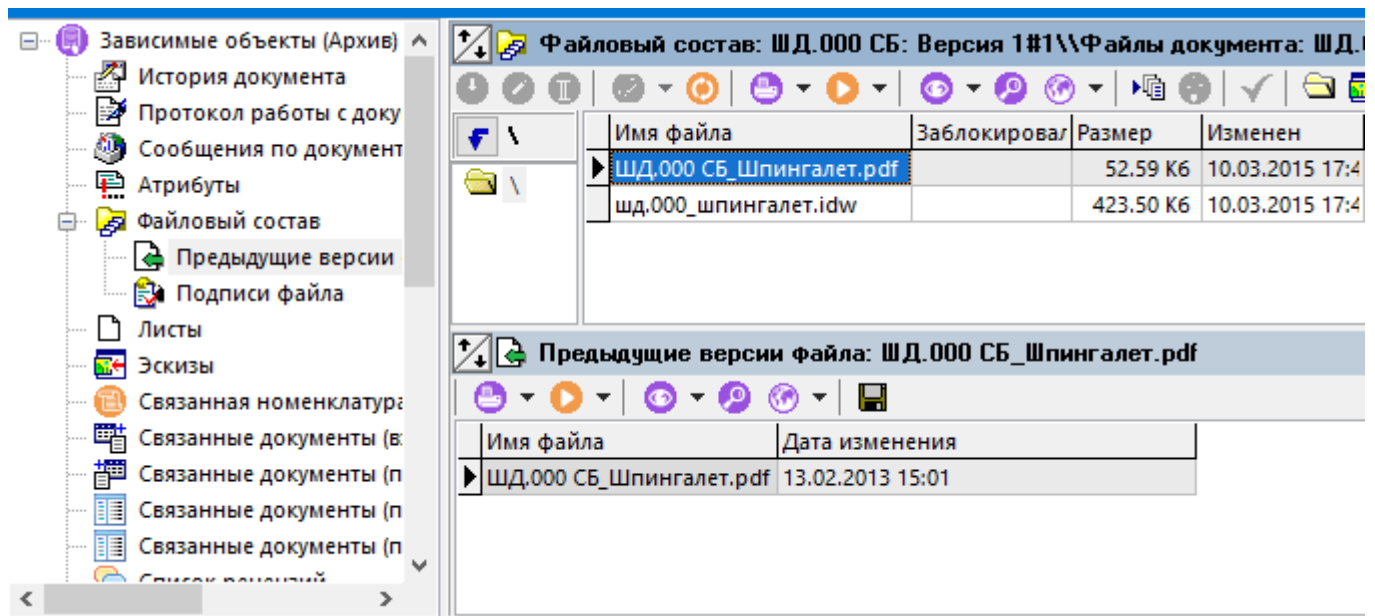 Зависимые объекты (Архив)
История документа
Протокол работы с доку
Сообщения по документ
Атрибуты
Файловый состав
Предыдущие версии
Подписи файла
Листы
Эскизы
Связанная номенклатура
Связанные документы (в
Связанные документы (п
Связанные документы (п
Связанные документы (п
Список рецензий
Файловый состав: ШД.000 СБ: Версия 1#1\\Файлы документа: ШД.
\
\
Имя файла Заблокировал Размер Изменен
ШД.000 СБ_Шпингалет.pdf 52.59 Кб 10.03.2015 17:4
шд.000_шпингалет.idw 423.50 Кб 10.03.2015 17:4
Предыдущие версии файла: ШД.000 СБ_Шпингалет.pdf
Имя файла Дата изменения
ШД.000 СБ_Шпингалет.pdf 13.02.2013 15:01